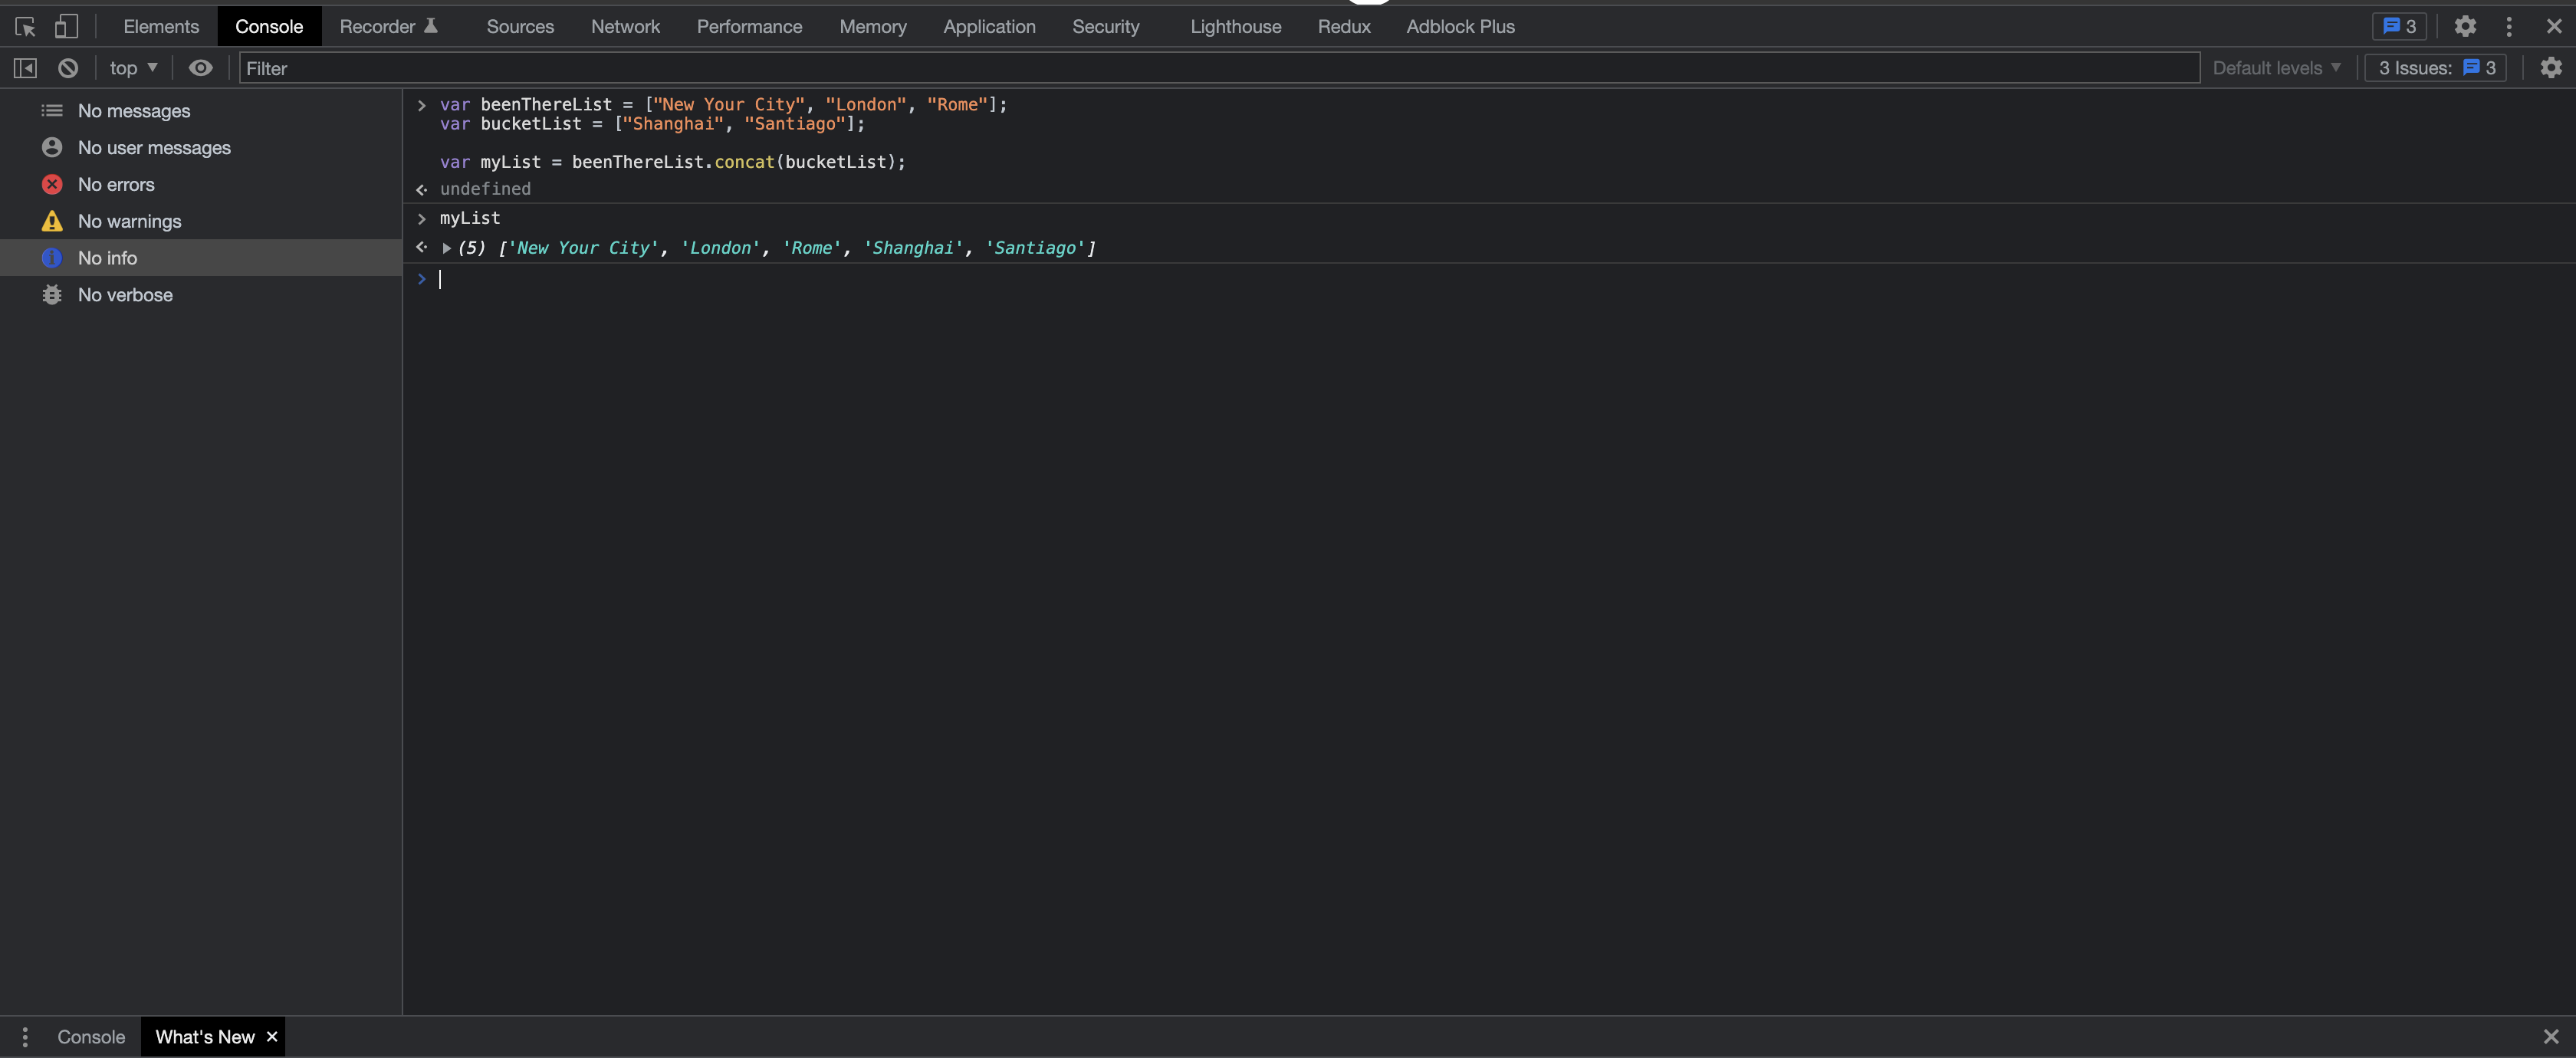 Elements Console Recorder Sources Network Performance Memory Application Security Lighthouse Redux Adblock Plus 3
top Filter Default levels 3 Issues: 3
No messages
No user messages
No errors
No warnings
No info
No verbose
var beenThereList = ["New Your City", "London", "Rome"];
var bucketList = ["Shanghai", "Santiago"];
var myList = beenThereList.concat(bucketList);
undefined
myList
(5) ['New Your City', 'London', 'Rome', 'Shanghai', 'Santiago']
Console What's New